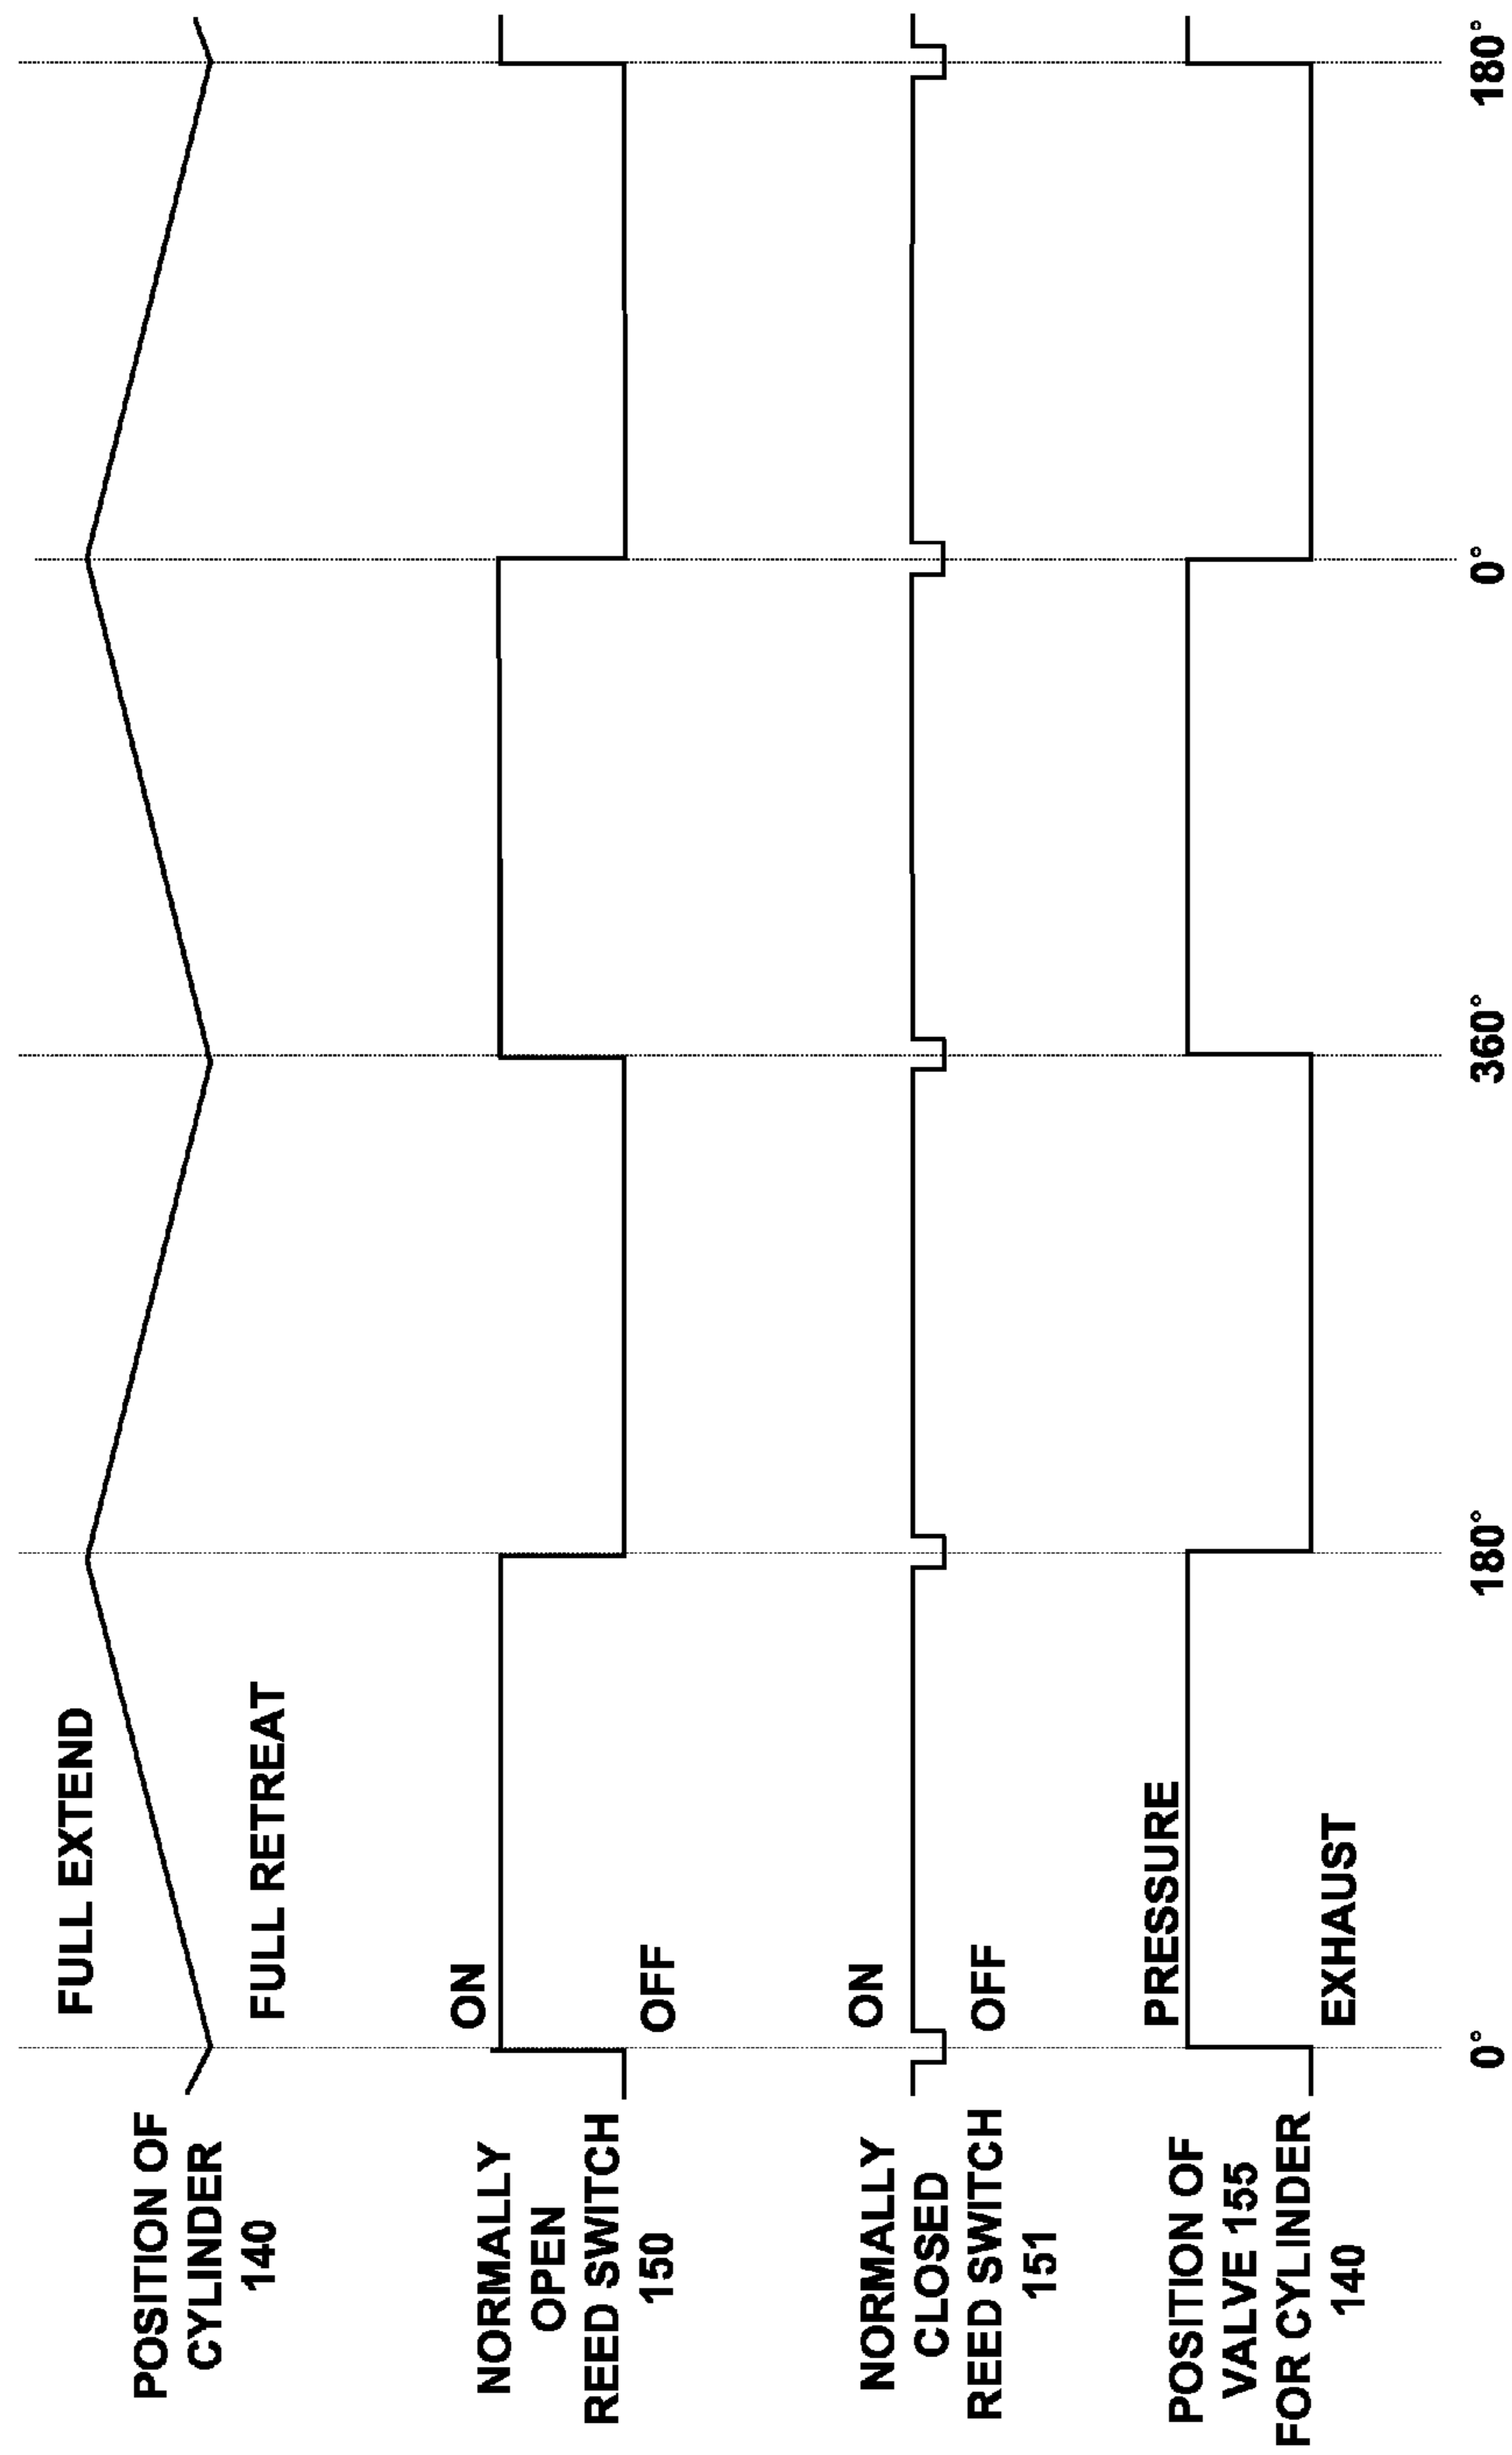 POSITION OF
CYLINDER
140
FULL EXTEND
FULL RETREAT
NORMALLY
OPEN
REED SWITCH
150
ON
OFF
NORMALLY
CLOSED
REED SWITCH
151
ON
OFF
POSITION OF
VALVE 155
FOR CYLINDER
140
PRESSURE
EXHAUST
0°
180°
360°
0°
180°